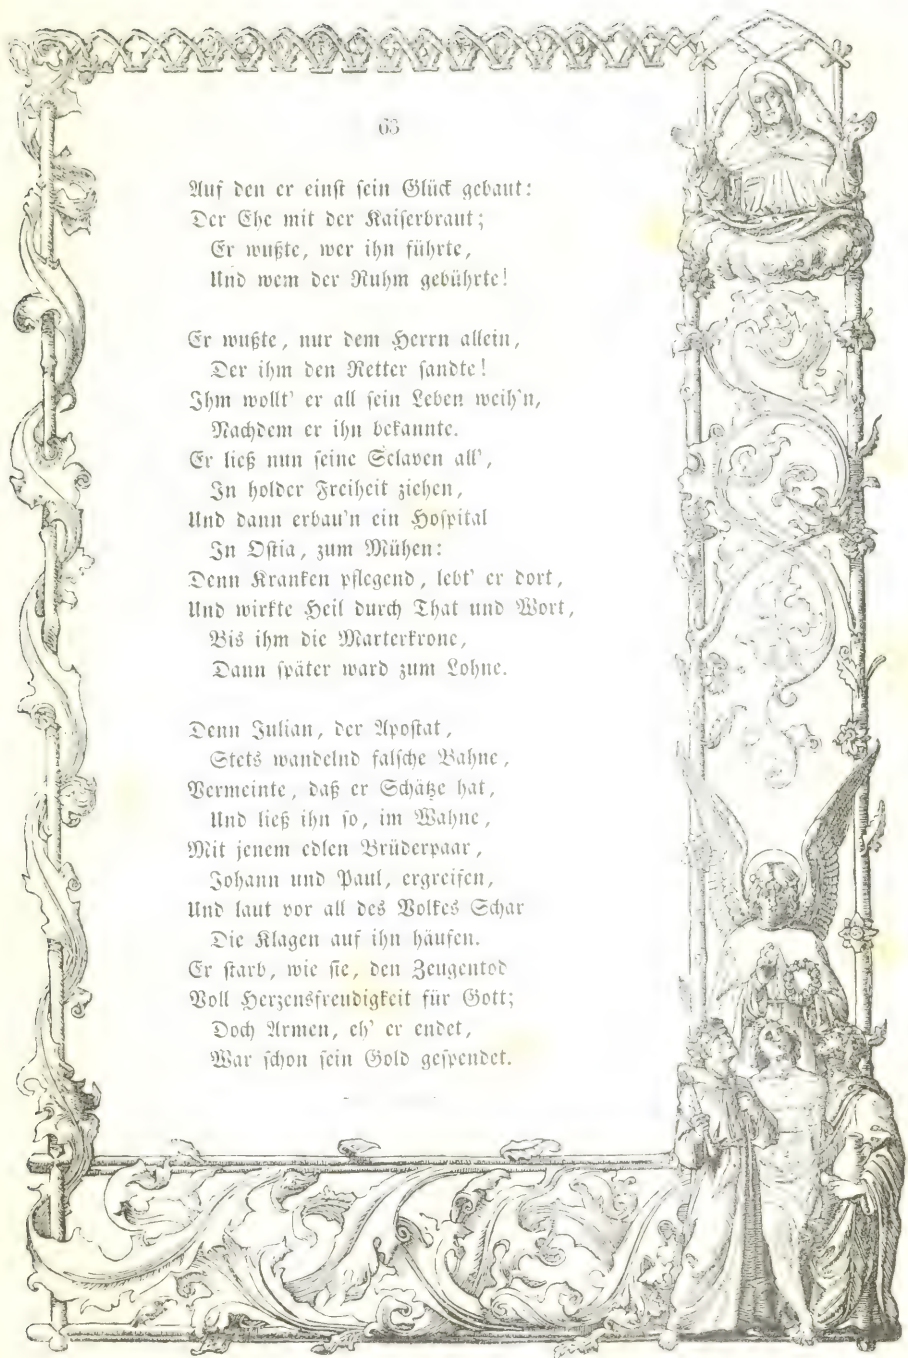 63
Auf den er einst sein Glück gebaut:
Der Ehe mit der Kaiserbraut;
Er wußte, wer ihn führte,
Und wem der Ruhm gebührte!
Er wußte, nur dem Herrn allein,
Der ihm den Retter sandte!
Ihm wollt' er all sein Leben weih'n,
Nachdem er ihn bekannte.
Er ließ nun seine Sclaven all',
In holder Freiheit ziehen,
Und dann erbau'n ein Hospital
In Ostia, zum Mühen:
Denn Kranken pflegend, lebt' er dort,
Und wirkte Heil durch That und Wort,
Bis ihm die Marterkrone,
Dann später ward zum Lohne.
Denn Julian, der Apostat,
Stets wandelnd falsche Bahne,
Vermeinte, daß er Schätze hat,
Und ließ ihn so, im Wahne,
Mit jenem edlen Brüderpaar,
Johann und Paul, ergreifen,
Und laut vor all des Volkes Schar
Die Klagen auf ihn häufen.
Er starb, wie sie, den Zeugentod
Voll Herzensfreudigkeit für Gott;
Doch Armen, eh' er endet,
War schon sein Gold gespendet.